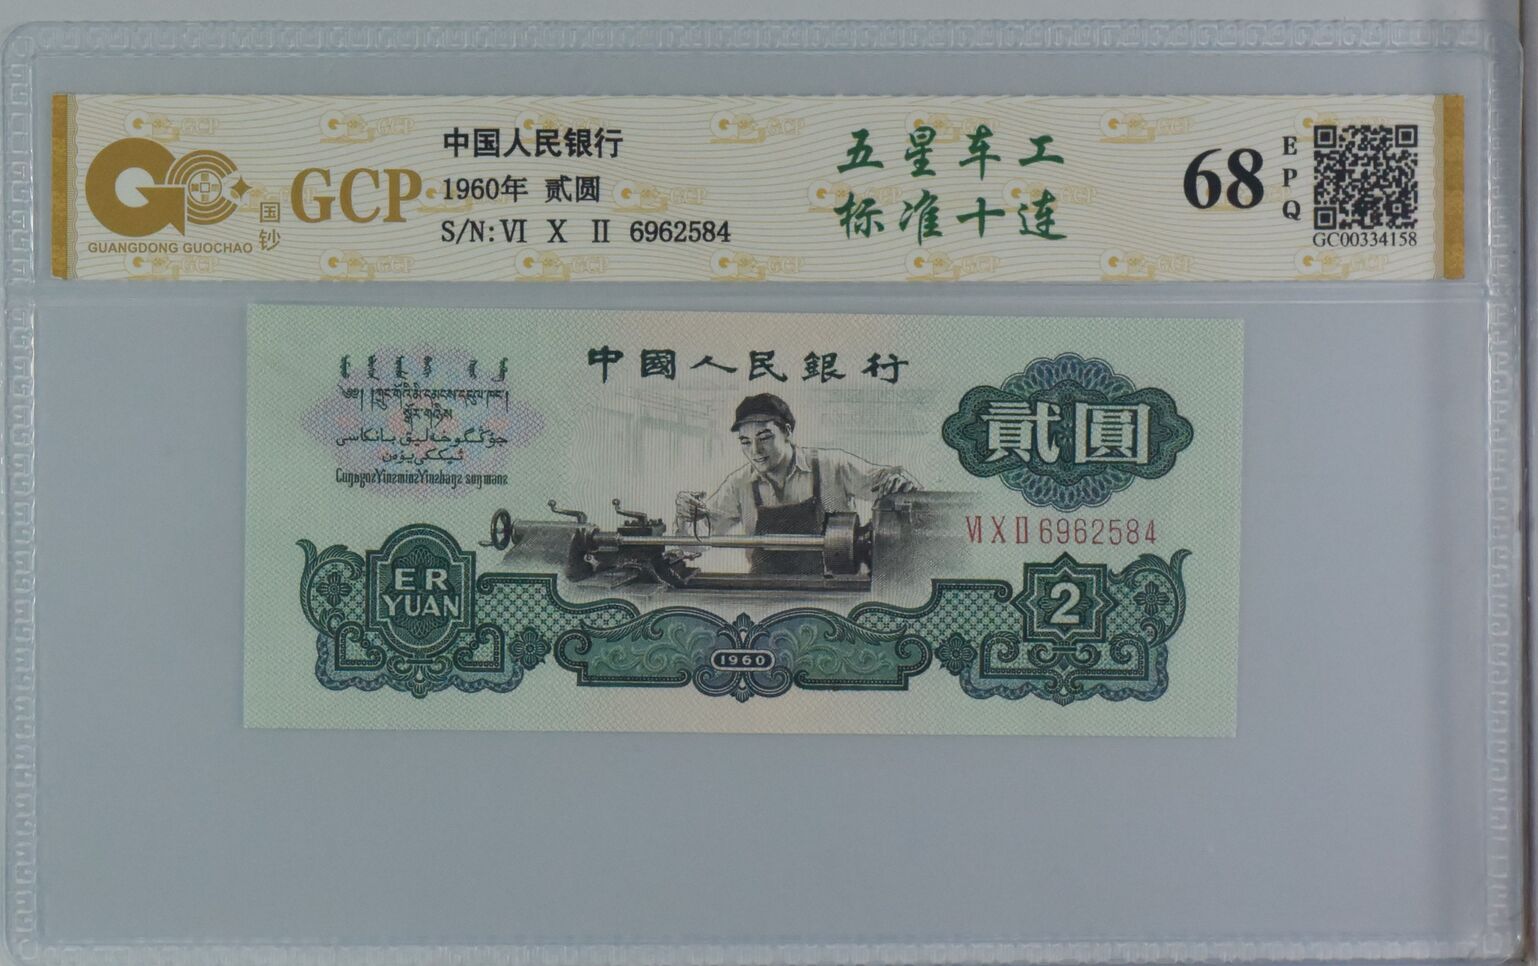 GUANGDONG GUOCHAO
国钞
GCP
中国人民银行
1960年 贰圆
S/N: VI X II 6962584
五星车工
标准十连
68
EPQ
GC00334158
中國人民銀行
貳圓
VI X II 6962584
CuŋƨgozYinƨminƨYinƨhaŋƨ
ER
YUAN
1960
2